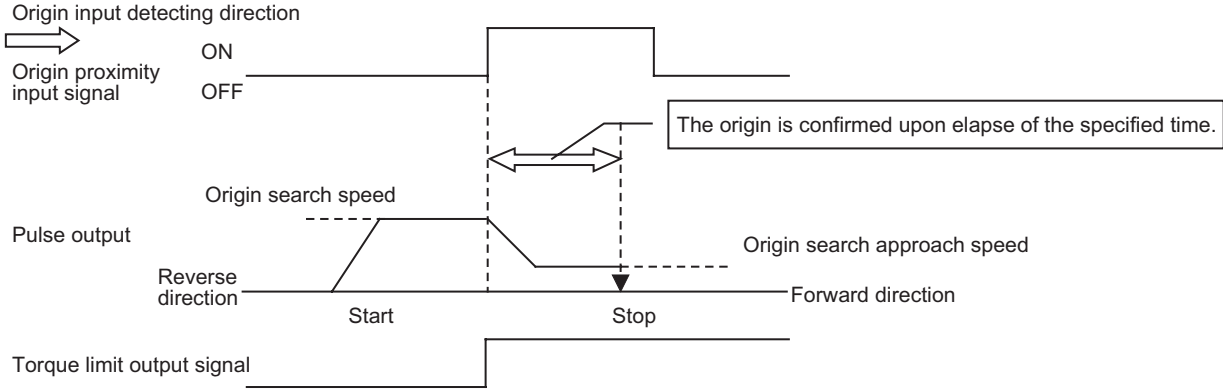 Origin input detecting direction
ON
Origin proximity
input signal
OFF
The origin is confirmed upon elapse of the specified time.
Origin search speed
Pulse output
Origin search approach speed
Reverse
direction
Forward direction
Start
Stop
Torque limit output signal